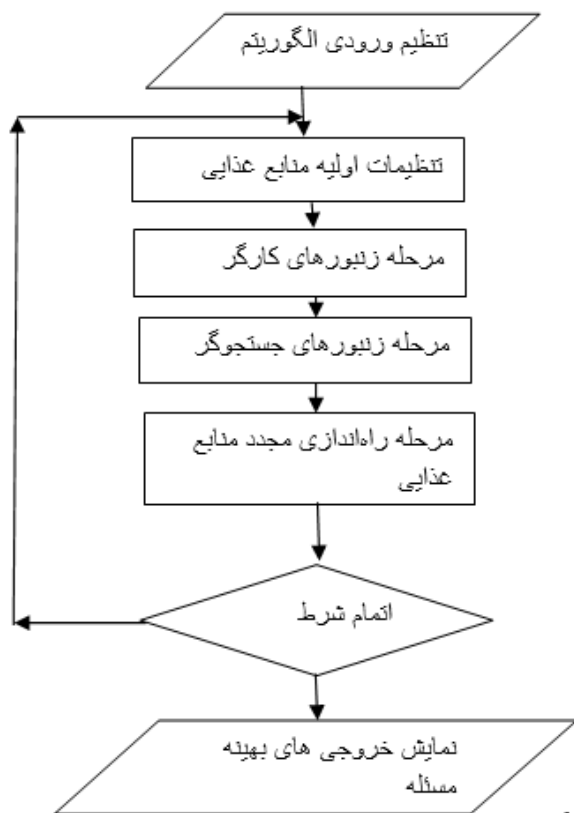 تنظیم ورودی الگوریتم
تنظیمات اولیه منابع غذایی
مرحله زنبورهای کارگر
مرحله زنبورهای جستجوگر
مرحله راه‌اندازی مجدد منابع
غذایی
اتمام شرط
نمایش خروجی های بهینه
مسئله